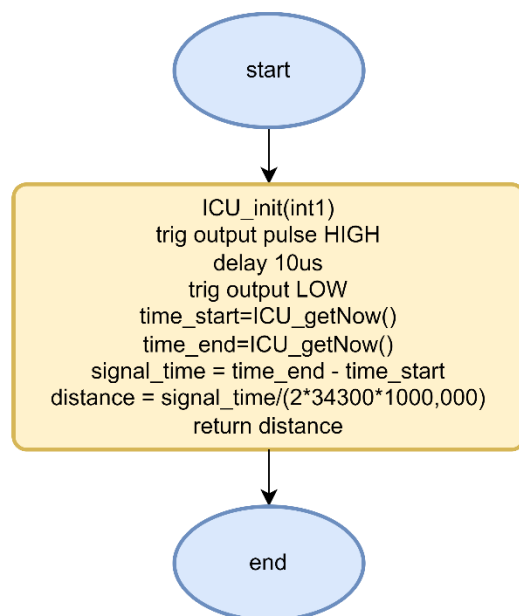 start
ICU_init(int1)
trig output pulse HIGH
delay 10us
trig output LOW
time_start=ICU_getNow()
time_end=ICU_getNow()
signal_time = time_end - time_start
distance = signal_time/(2*34300*1000,000)
return distance
end